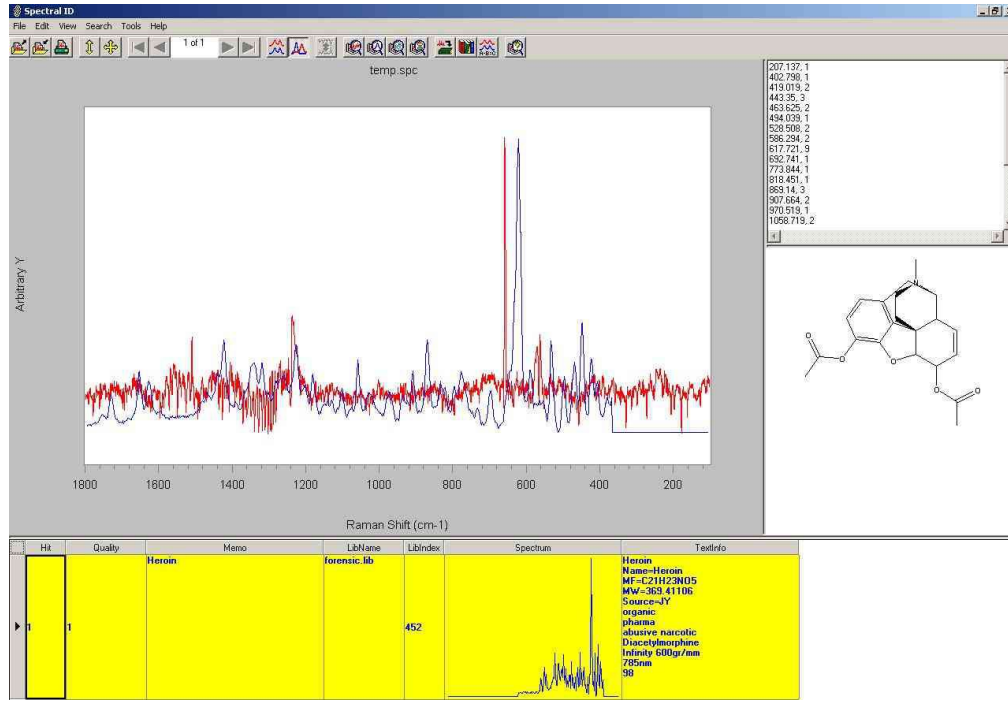 Spectral ID
File Edit View Search Tools Help
1 of 1
temp.spc
207.137, 1
402.798, 1
419.019, 2
443.35, 3
463.625, 2
494.039, 1
528.508, 2
586.294, 2
617.721, 9
692.741, 1
773.844, 1
818.451, 1
869.14, 3
907.664, 2
970.519, 1
1058.719, 2
Arbitrary Y
1800 1600 1400 1200 1000 800 600 400 200
Raman Shift (cm-1)
N
O
O
O
O
O
Hit Quality Memo LibName LibIndex Spectrum TextInfo
1 1 Heroin forensic.lib 452
Heroin
Name=Heroin
MF=C21H23NO5
MW=369.41106
Source=JY
organic
pharma
abusive narcotic
Diacetylmorphine
Infinity 600gr/mm
785nm
98